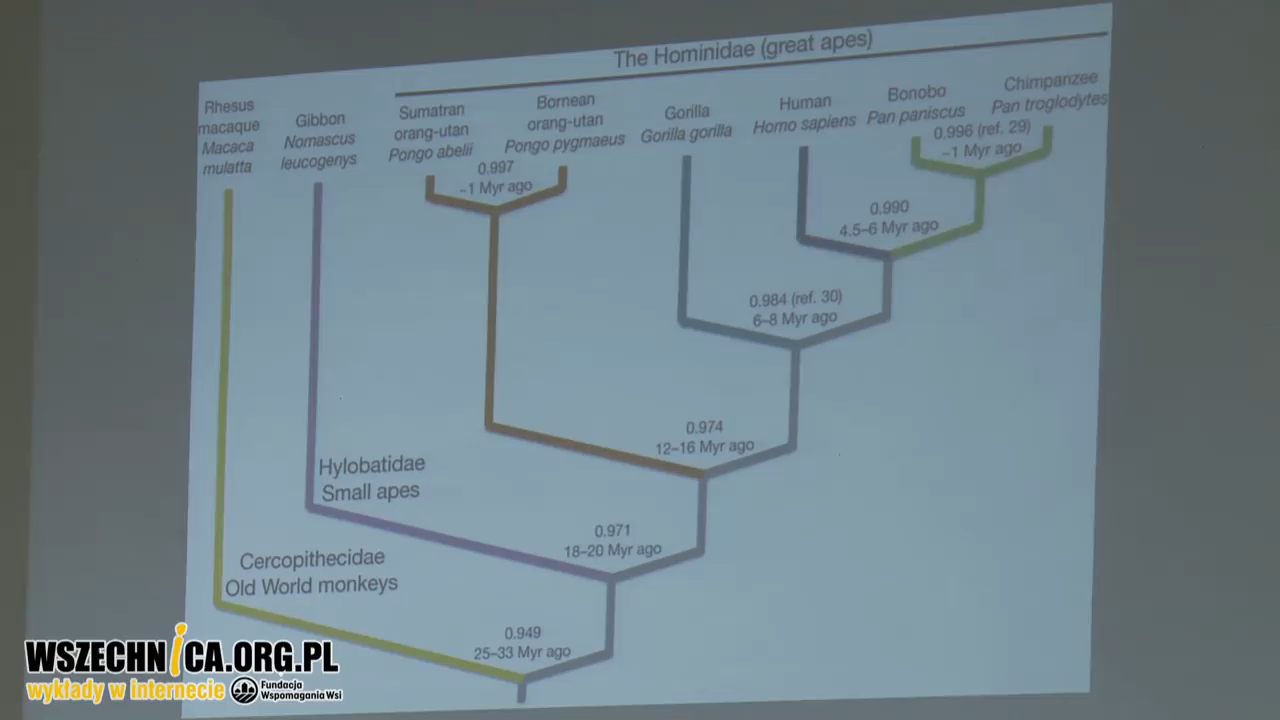 The Hominidae (great apes)
Rhesus
macaque
Macaca
mulatta
Gibbon
Nomascus
leucogenys
Sumatran
orang-utan
Pongo abelii
Bornean
orang-utan
Pongo pygmaeus
Gorilla
Gorilla gorilla
Human
Homo sapiens
Bonobo
Pan paniscus
Chimpanzee
Pan troglodytes
0.997
~1 Myr ago
0.996 (ref. 29)
~1 Myr ago
0.990
4.5–6 Myr ago
0.984 (ref. 30)
6–8 Myr ago
0.974
12–16 Myr ago
Hylobatidae
Small apes
0.971
18–20 Myr ago
Cercopithecidae
Old World monkeys
0.949
25–33 Myr ago
WSZECHNICA.ORG.PL
wykłady w internecie
Fundacja
Wspomagania Wsi